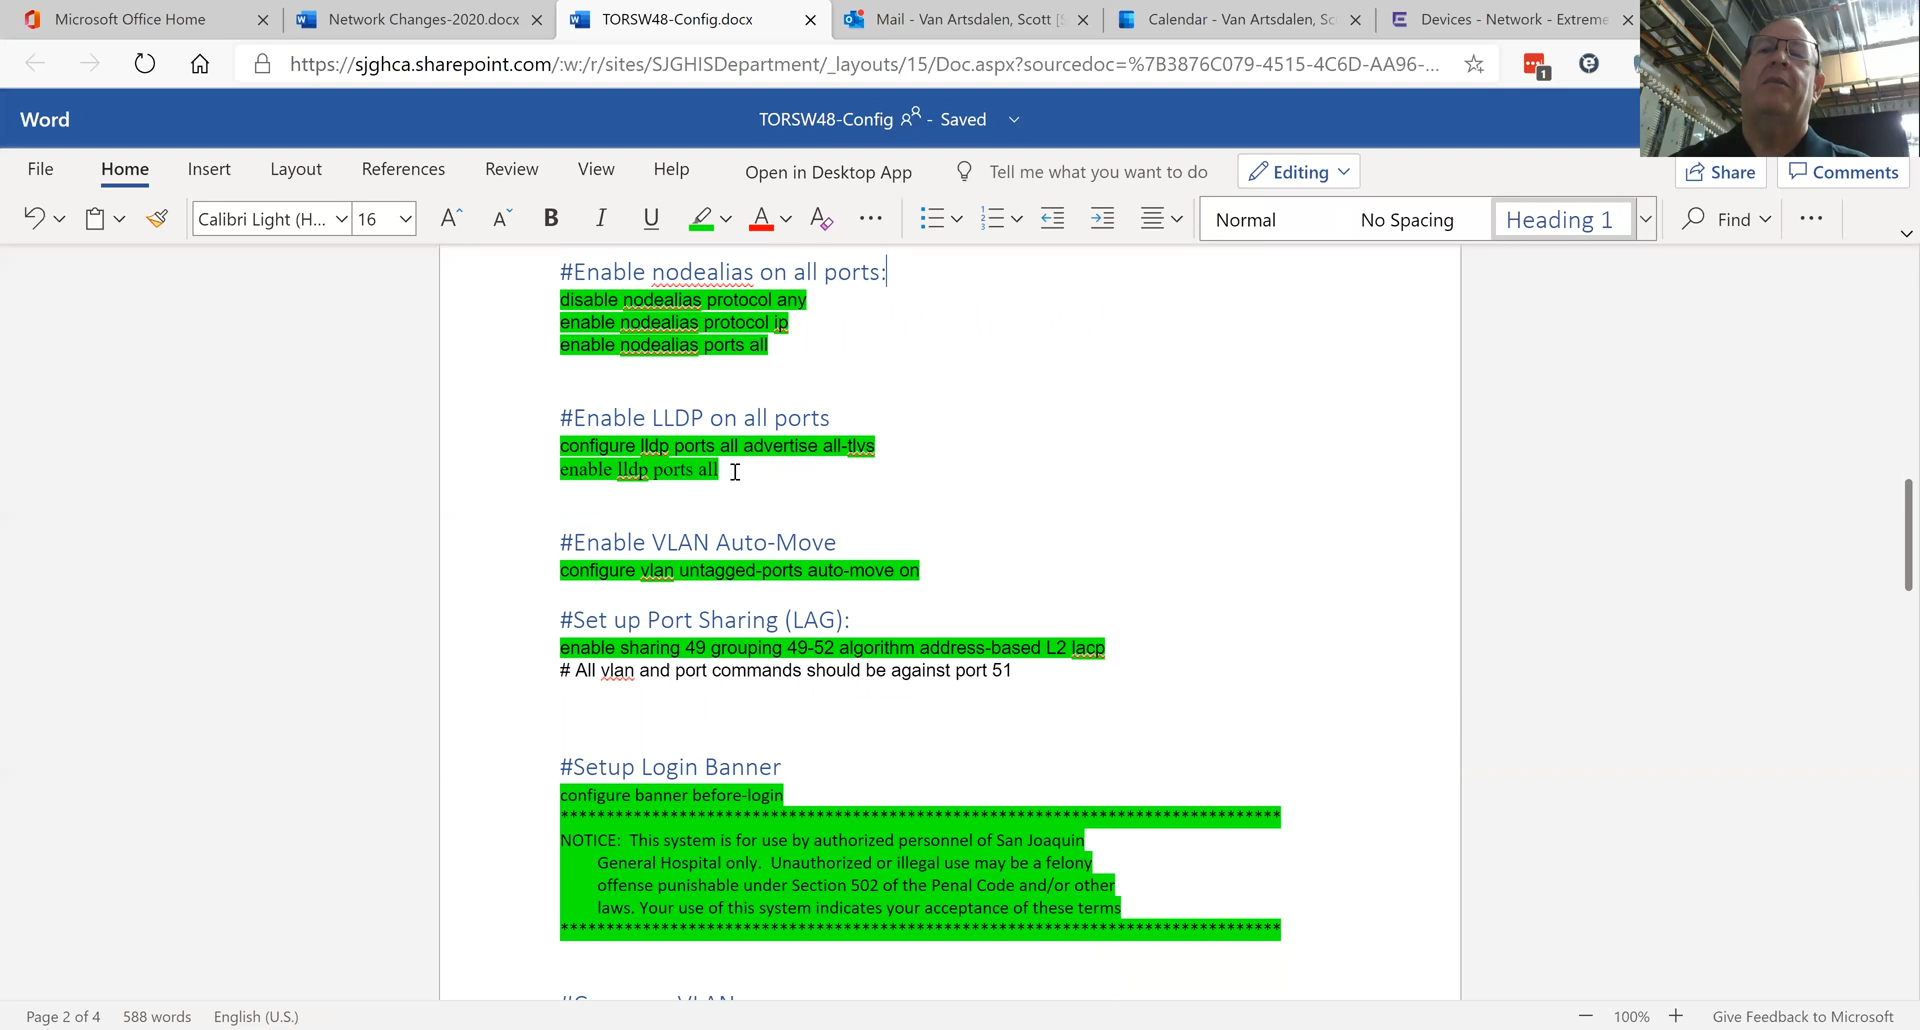 Microsoft Office Home
Network Changes-2020.docx
TORSW48-Config.docx
Mail - Van Artsdalen, Scott [S
Calendar - Van Artsdalen, Sc
Devices - Network - Extreme
https://sjghca.sharepoint.com/:w:/r/sites/SJGHISDepartment/_layouts/15/Doc.aspx?sourcedoc=%7B3876C079-4515-4C6D-AA96-...
1
Word
TORSW48-Config - Saved
File Home Insert Layout References Review View Help Open in Desktop App Tell me what you want to do Editing Share Comments
Calibri Light (H... 16 A A B I U A A ... Normal No Spacing Heading 1 Find ...
#Enable nodealias on all ports:
disable nodealias protocol any
enable nodealias protocol ip
enable nodealias ports all
#Enable LLDP on all ports
configure lldp ports all advertise all-tlvs
enable lldp ports all
#Enable VLAN Auto-Move
configure vlan untagged-ports auto-move on
#Set up Port Sharing (LAG):
enable sharing 49 grouping 49-52 algorithm address-based L2 lacp
# All vlan and port commands should be against port 51
#Setup Login Banner
configure banner before-login
******************************************************************************
NOTICE:  This system is for use by authorized personnel of San Joaquin
General Hospital only.  Unauthorized or illegal use may be a felony
offense punishable under Section 502 of the Penal Code and/or other
laws. Your use of this system indicates your acceptance of these terms
******************************************************************************
Page 2 of 4 588 words English (U.S.) 100% Give Feedback to Microsoft